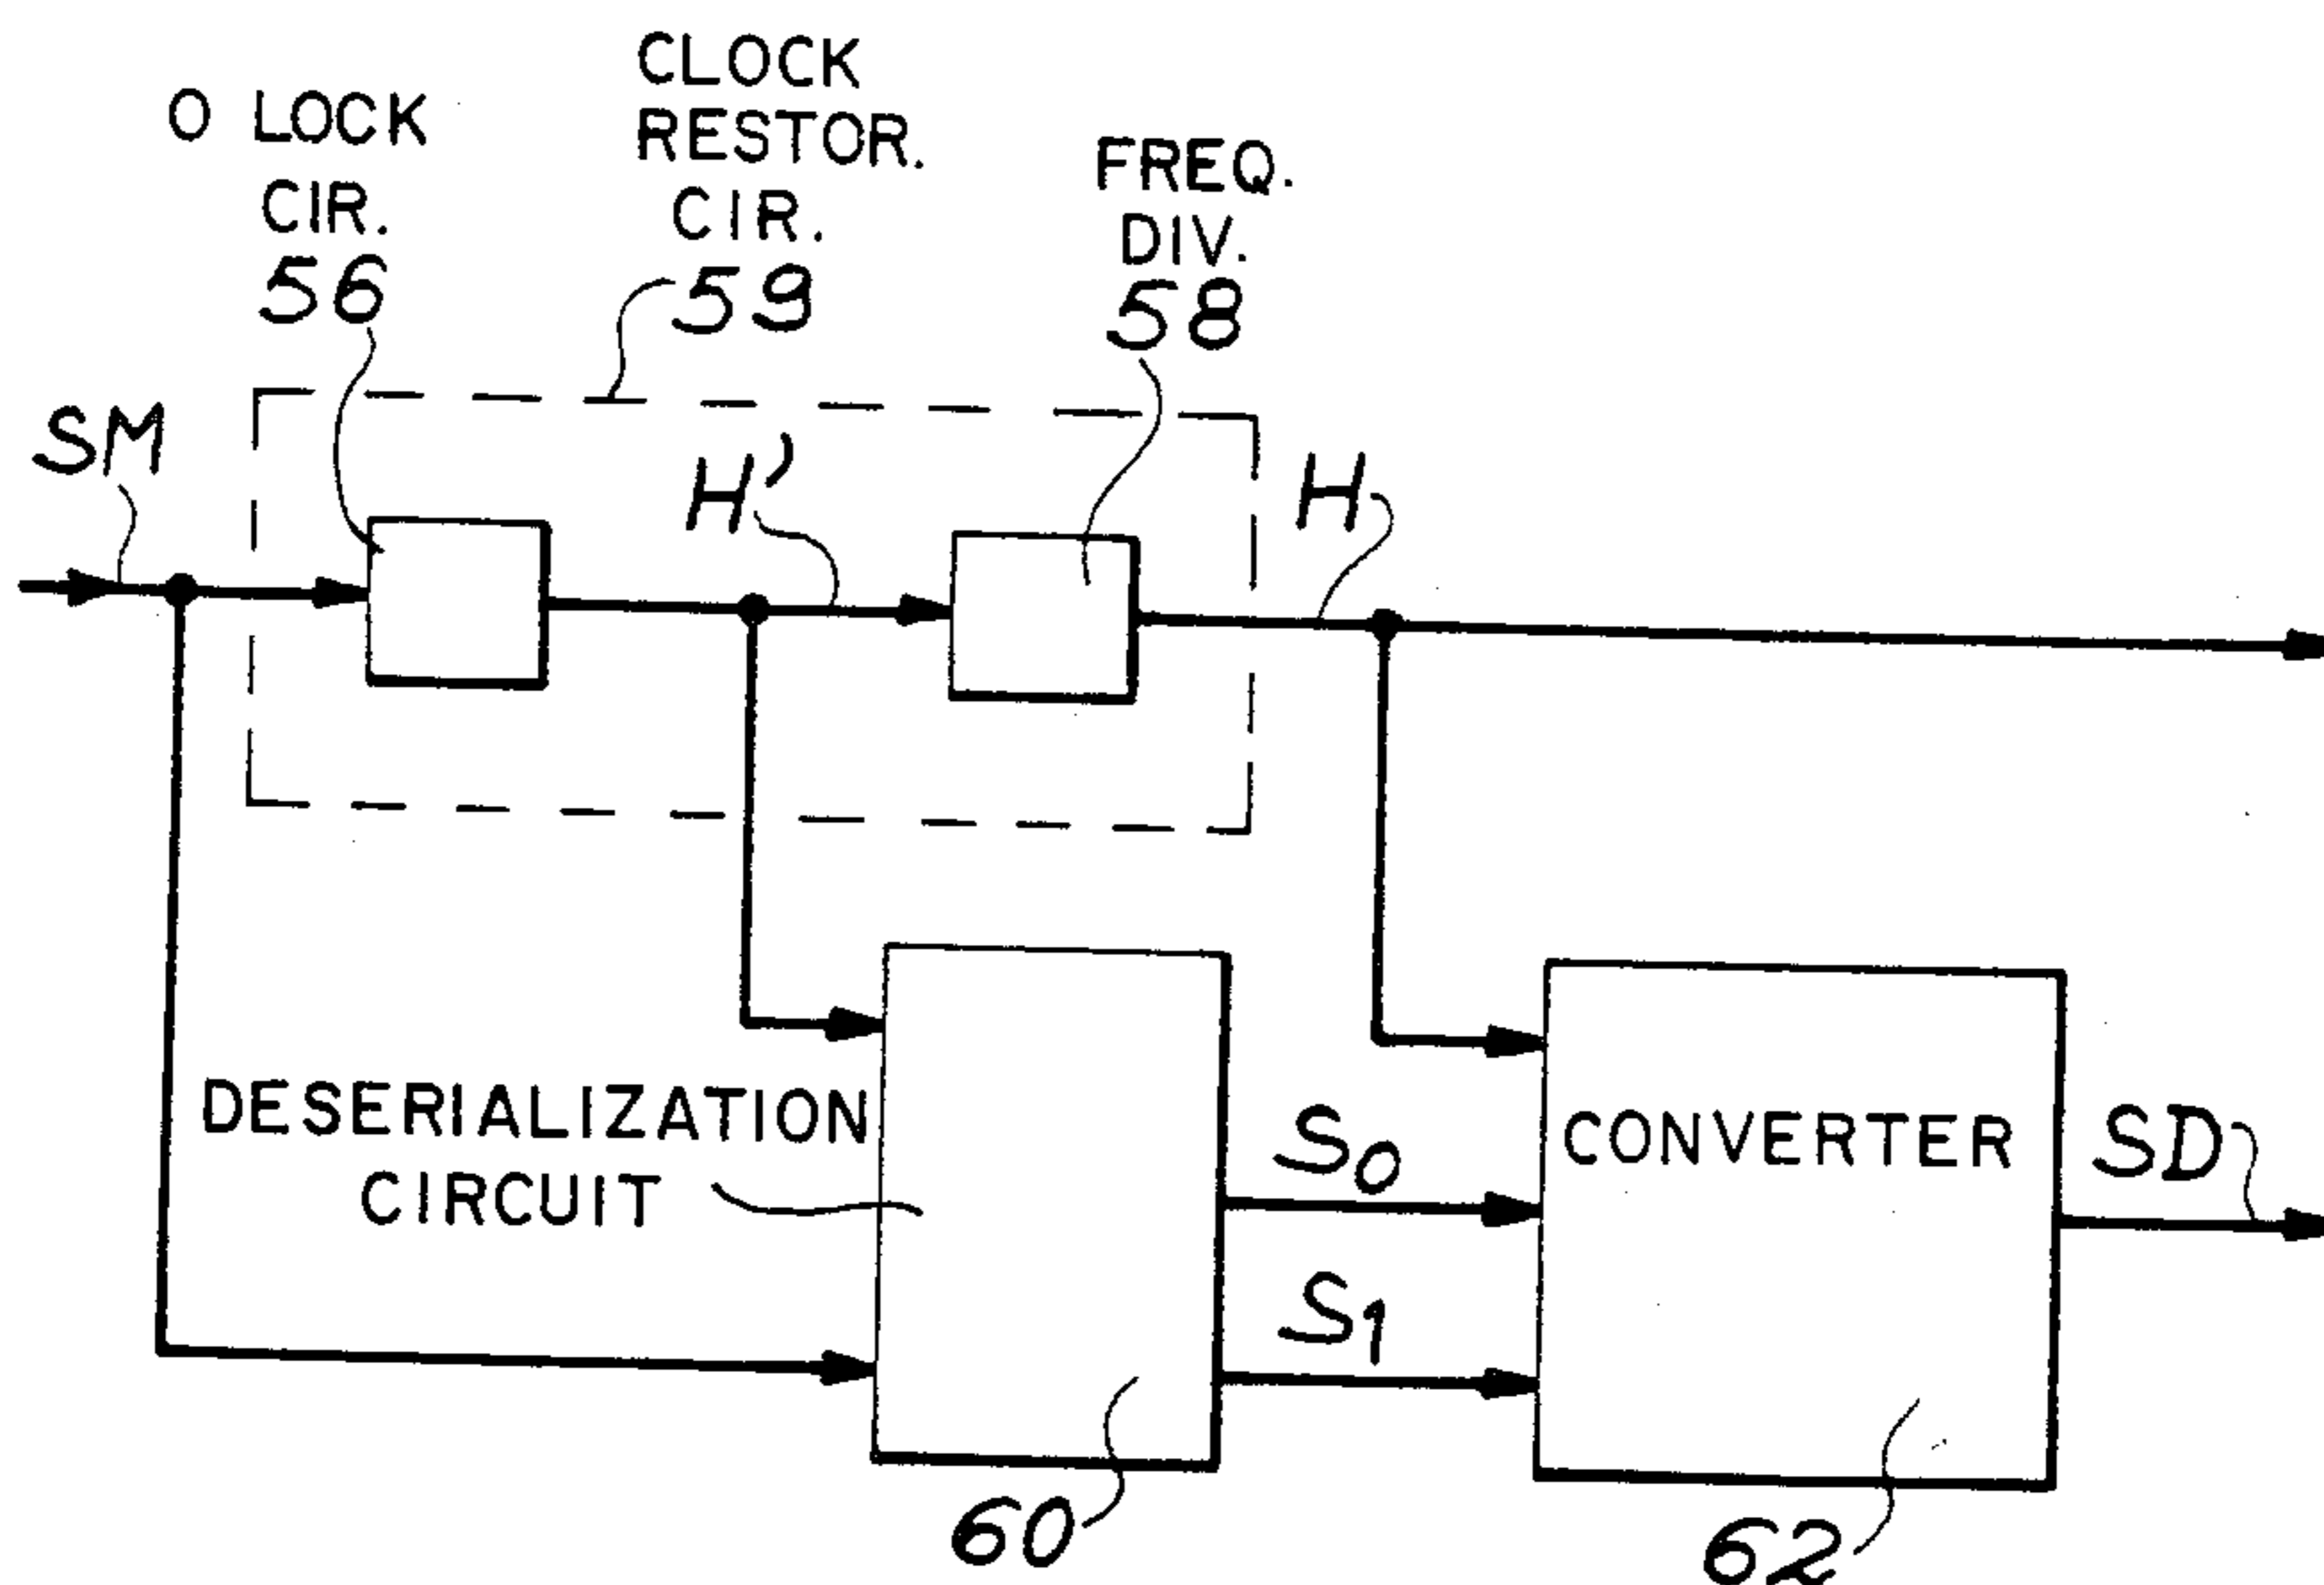 O LOCK
CIR.
56
CLOCK
RESTOR.
CIR.
59
FREQ.
DIV.
58
SM
H'
H
DESERIALIZATION
CIRCUIT
S0
S1
CONVERTER
SD
60
62